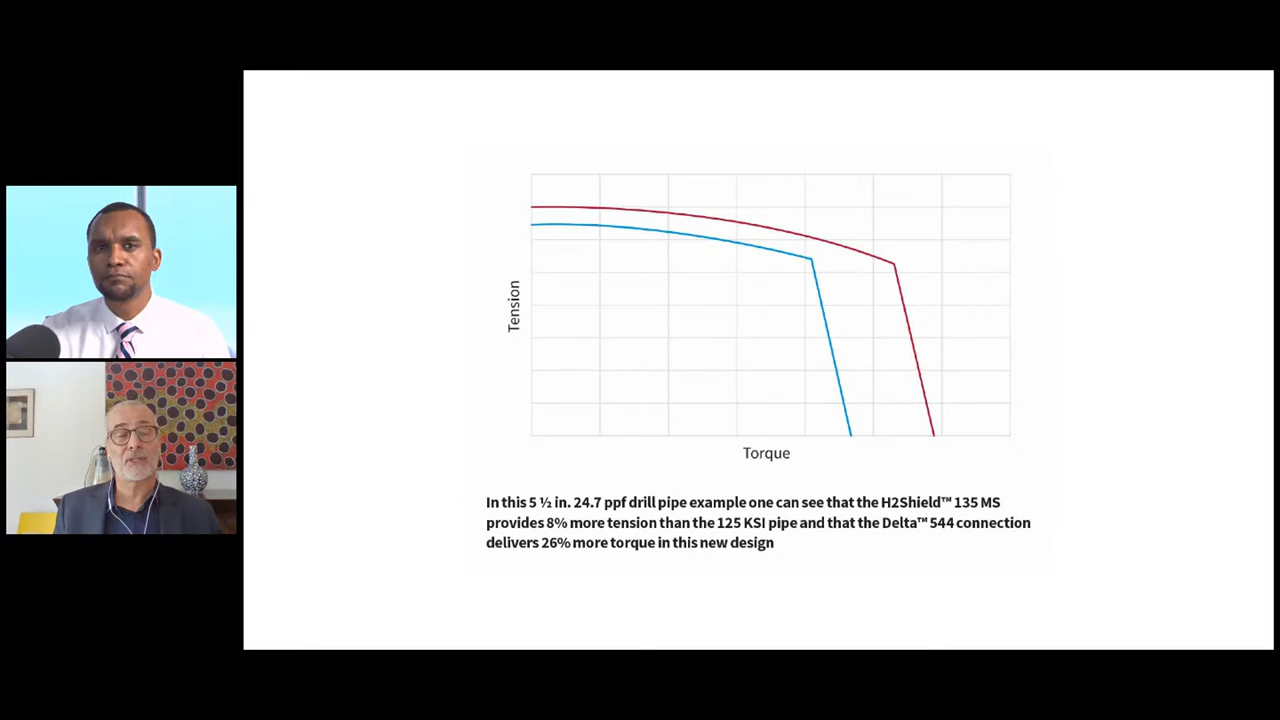 Tension
Torque
In this 5 ½ in. 24.7 ppf drill pipe example one can see that the H2Shield™ 135 MS
provides 8% more tension than the 125 KSI pipe and that the Delta™ 544 connection
delivers 26% more torque in this new design